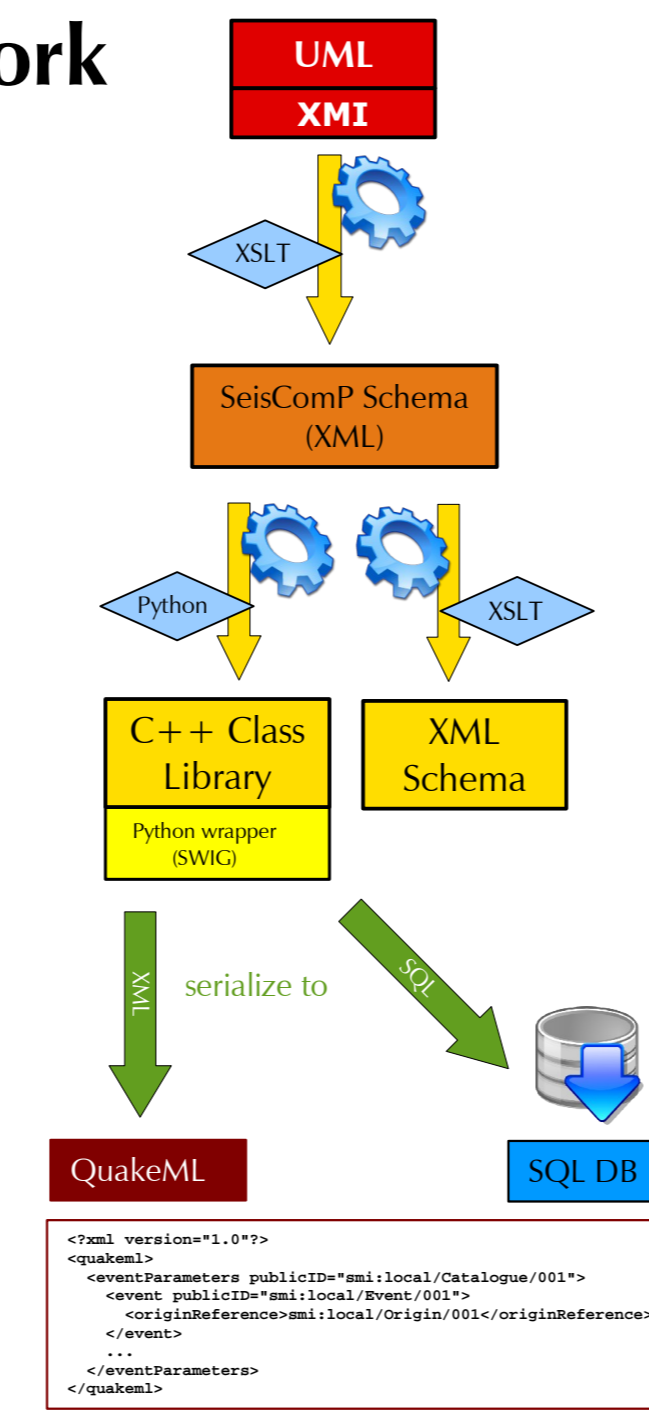 ork
UML
XMI
XSLT
SeisComP Schema
(XML)
Python
XSLT
C++ Class
Library
Python wrapper
(SWIG)
XML
Schema
XML
serialize to
SQL
QuakeML
SQL DB
<?xml version="1.0"?>
<quakeml>
  <eventParameters publicID="smi:local/Catalogue/001">
    <event publicID="smi:local/Event/001">
      <originReference>smi:local/Origin/001</originReference>
    </event>
    ...
  </eventParameters>
</quakeml>